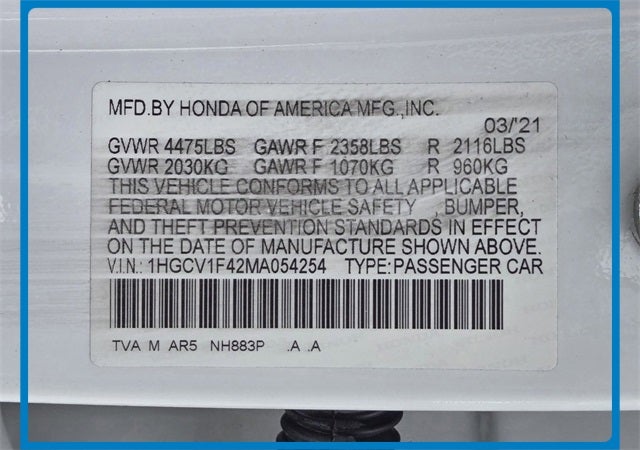 MFD.BY HONDA OF AMERICA MFG.,INC.
03/'21
GVWR 4475LBS GAWR F 2358LBS R 2116LBS
GVWR 2030KG GAWR F 1070KG R 960KG
THIS VEHICLE CONFORMS TO ALL APPLICABLE
FEDERAL MOTOR VEHICLE SAFETY , BUMPER,
AND THEFT PREVENTION STANDARDS IN EFFECT
ON THE DATE OF MANUFACTURE SHOWN ABOVE.
V.I.N.: 1HGCV1F42MA054254 TYPE:PASSENGER CAR
TVA M AR5 NH883P .A .A